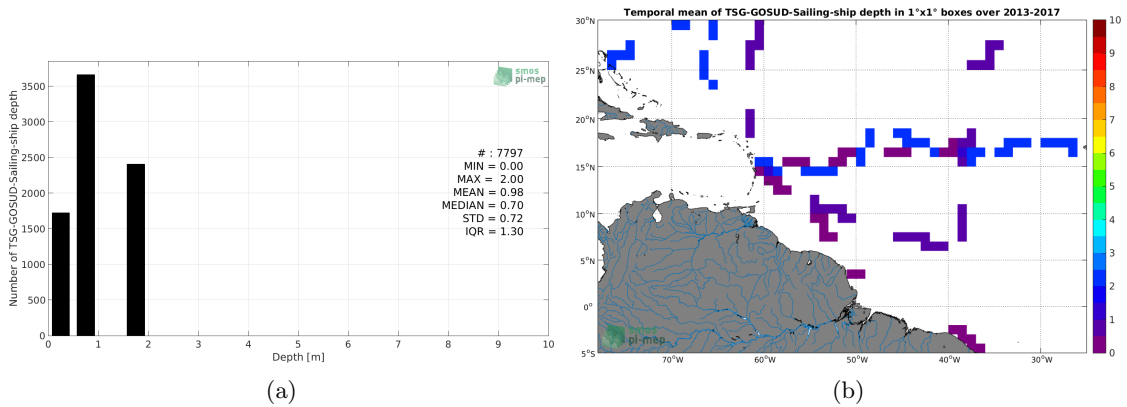 Number of TSG-GOSUD-Sailing-ship depth
3500
3000
2500
2000
1500
1000
500
0
0 1 2 3 4 5 6 7 8 9 10
Depth [m]
smos
pi-mep
# : 7797
MIN = 0.00
MAX = 2.00
MEAN = 0.98
MEDIAN = 0.70
STD = 0.72
IQR = 1.30
(a)
Temporal mean of TSG-GOSUD-Sailing-ship depth in 1°x1° boxes over 2013-2017
30°N
25°N
20°N
15°N
10°N
5°N
0°
5°S
70°W 60°W 50°W 40°W 30°W
smos
pi-mep
10
9
8
7
6
5
4
3
2
1
0
(b)